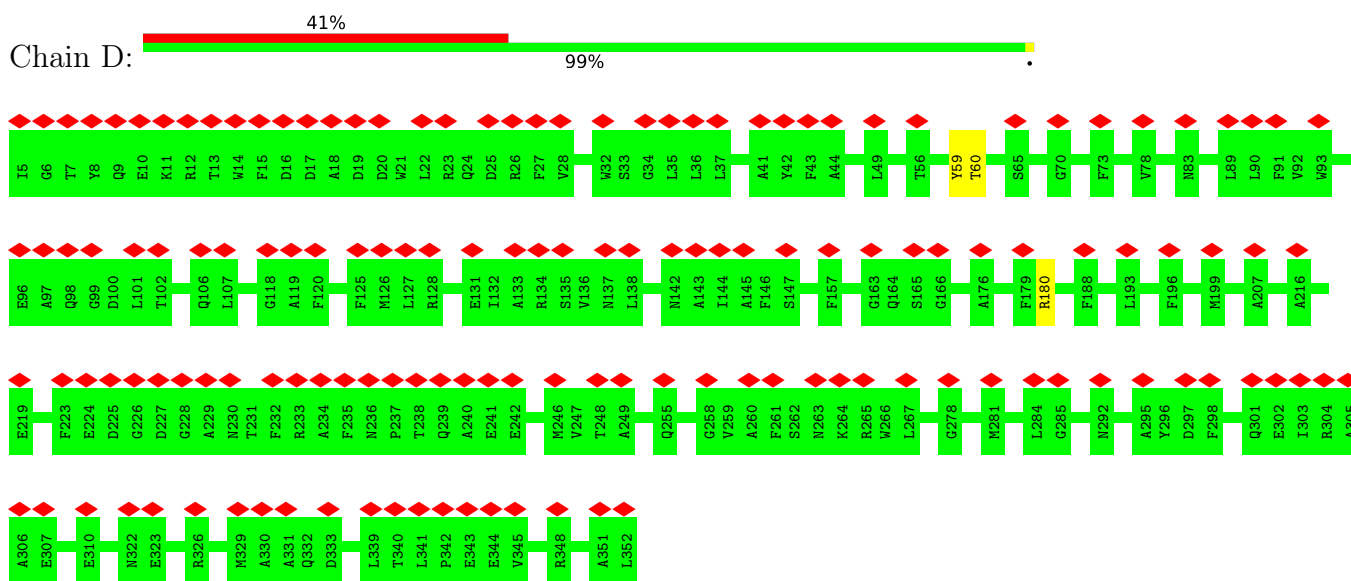 41%
Chain D:
99%
.
I5 G6 T7 Y8 Q9 E10 K11 R12 T13 W14 F15 D16 D17 A18 D19 D20 W21 L22 R23 Q24 D25 R26 F27 V28 W32 S33 G34 L35 L36 L37 A41 Y42 F43 A44 L49 T56 Y59 T60 S65 G70 F73 V78 N83 L89 L90 F91 V92 W93
E96 A97 Q98 G99 D100 L101 T102 Q106 L107 G118 A119 F120 F125 M126 L127 R128 E131 I132 A133 R134 S135 V136 N137 L138 N142 A143 I144 A145 F146 S147 F157 G163 Q164 S165 G166 A176 F179 R180 F188 L193 F196 M199 A207 A216
E219 F223 E224 D225 G226 D227 G228 A229 N230 T231 F232 R233 A234 F235 N236 P237 T238 Q239 A240 E241 E242 M246 V247 T248 A249 Q255 G258 V259 A260 F261 S262 N263 K264 R265 W266 L267 G278 M281 L284 G285 N292 A295 Y296 D297 F298 Q301 E302 I303 R304 A305
A306 E307 E310 N322 E323 R326 M329 A330 A331 Q332 D333 L339 T340 L341 P342 E343 E344 V345 R348 A351 L352